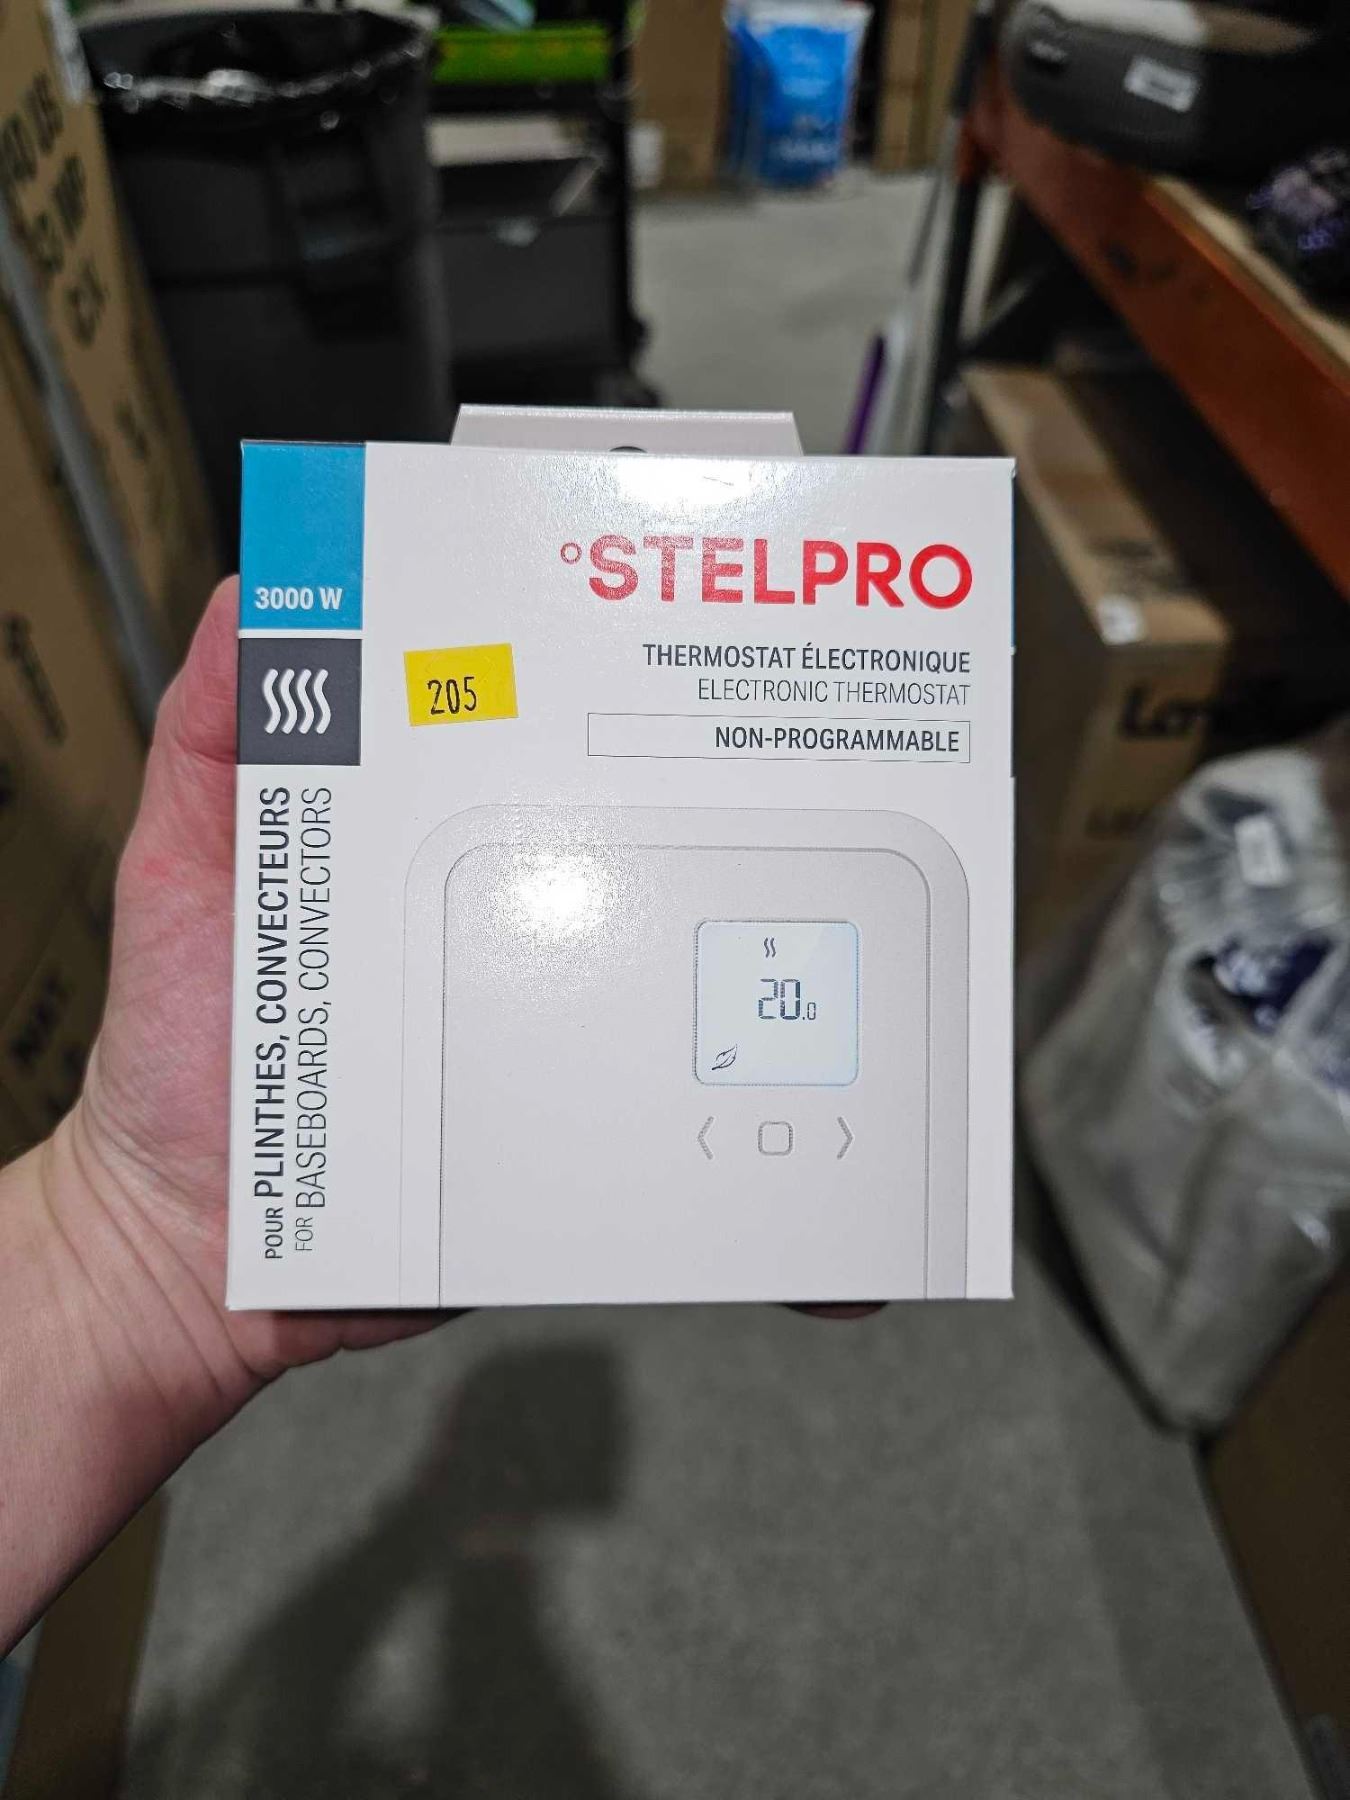 3000 W
°STELPRO
THERMOSTAT ÉLECTRONIQUE
ELECTRONIC THERMOSTAT
NON-PROGRAMMABLE
205
POUR PLINTHES, CONVECTEURS
FOR BASEBOARDS, CONVECTORS
20.0